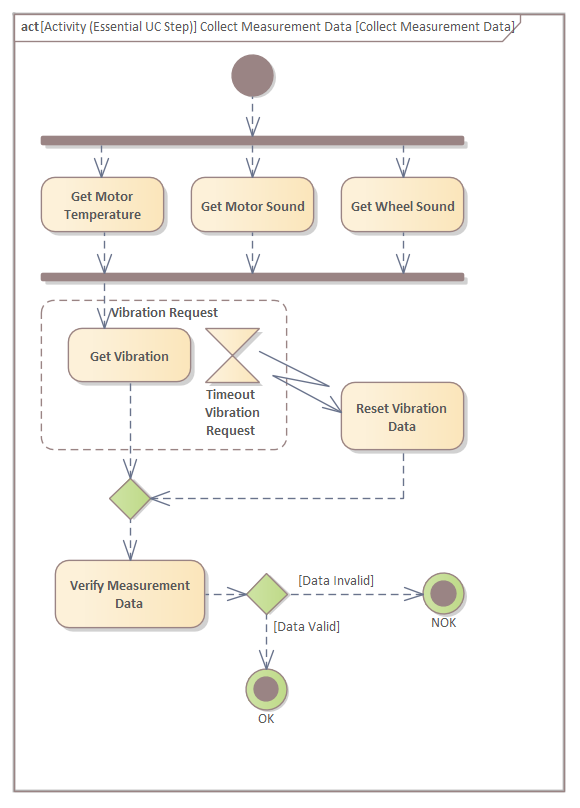 act [Activity (Essential UC Step)] Collect Measurement Data [Collect Measurement Data]
Get Motor
Temperature
Get Motor Sound
Get Wheel Sound
Vibration Request
Get Vibration
Timeout
Vibration
Request
Reset Vibration
Data
Verify Measurement
Data
[Data Invalid]
NOK
[Data Valid]
OK